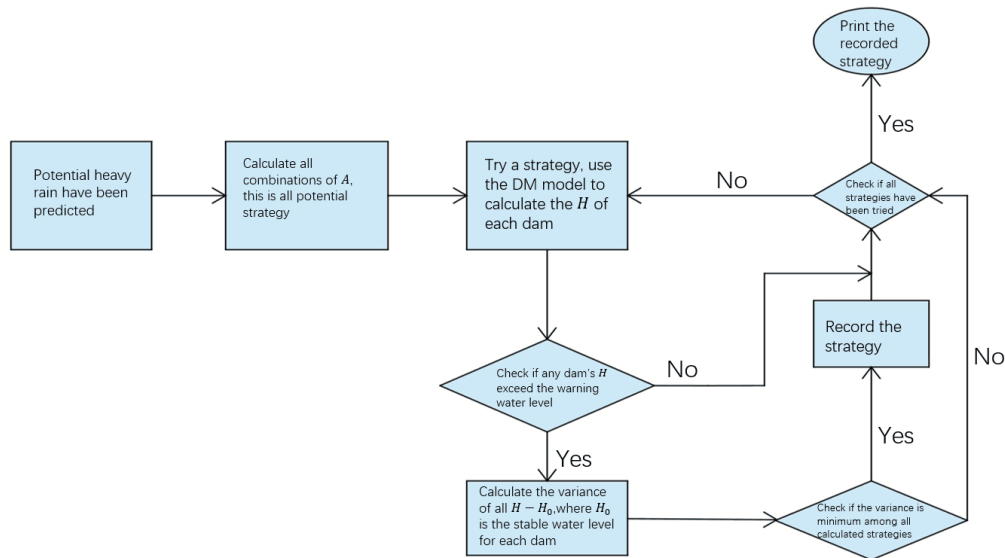 Print the
recorded
strategy
Yes
Potential heavy
rain have been
predicted
Calculate all
combinations of A,
this is all potential
strategy
Try a strategy, use
the DM model to
calculate the H of
each dam
No
Check if all
strategies have
been tried
Record the
strategy
No
Check if any dam's H
exceed the warning
water level
No
Yes
Yes
Calculate the variance
of all H − H₀,where H₀
is the stable water level
for each dam
Check if the variance is
minimum among all
calculated strategies